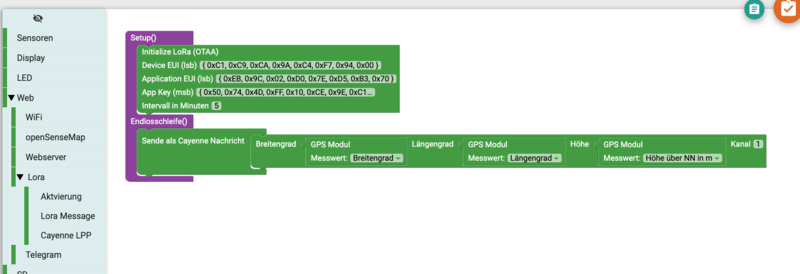 Sensoren
Display
LED
Web
WiFi
openSenseMap
Webserver
Lora
Aktvierung
Lora Message
Cayenne LPP
Telegram
Setup()
Initialize LoRa (OTAA)
Device EUI (lsb) { 0xC1, 0xC9, 0xCA, 0x9A, 0xC4, 0xF7, 0x94, 0x00 }
Application EUI (lsb) { 0xEB, 0x9C, 0x02, 0xD0, 0x7E, 0xD5, 0xB3, 0x70 }
App Key (msb) { 0x50, 0x74, 0x4D, 0xFF, 0x10, 0xCE, 0x9E, 0xC1...
Intervall in Minuten 5
Endlosschleife()
Sende als Cayenne Nachricht Breitengrad GPS Modul Längengrad GPS Modul Höhe GPS Modul Kanal 1
Messwert: Breitengrad Messwert: Längengrad Messwert: Höhe über NN in m